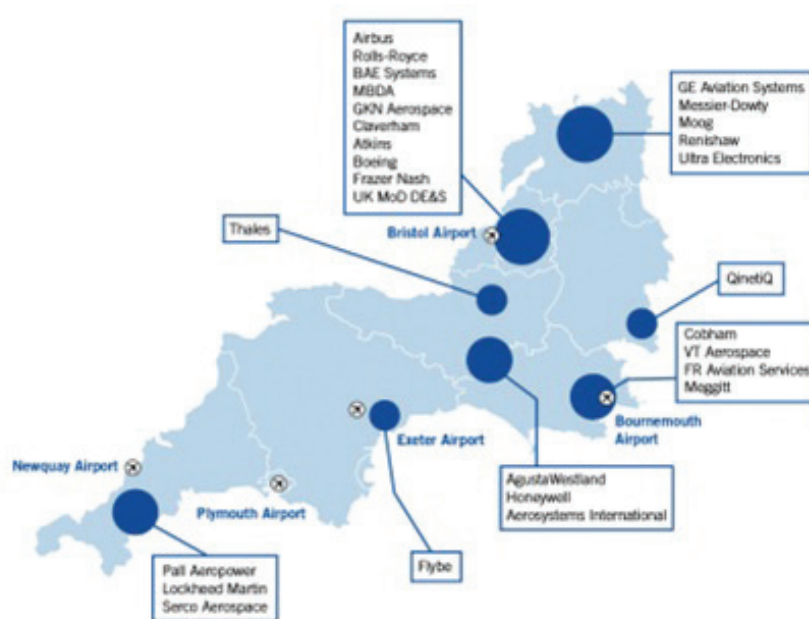 Airbus
Rolls-Royce
BAE Systems
MBDA
GKN Aerospace
Claverham
Atkins
Boeing
Frazer Nash
UK MoD DE&S
GE Aviation Systems
Messier-Dowty
Moog
Renishaw
Ultra Electronics
Thales
Bristol Airport
QinetiQ
Cobham
VT Aerospace
FR Aviation Services
Meggitt
Bournemouth
Airport
Exeter Airport
Newquay Airport
Plymouth Airport
AgustaWestland
Honeywell
Aerosystems International
Flybe
Pall Aeropower
Lockheed Martin
Serco Aerospace